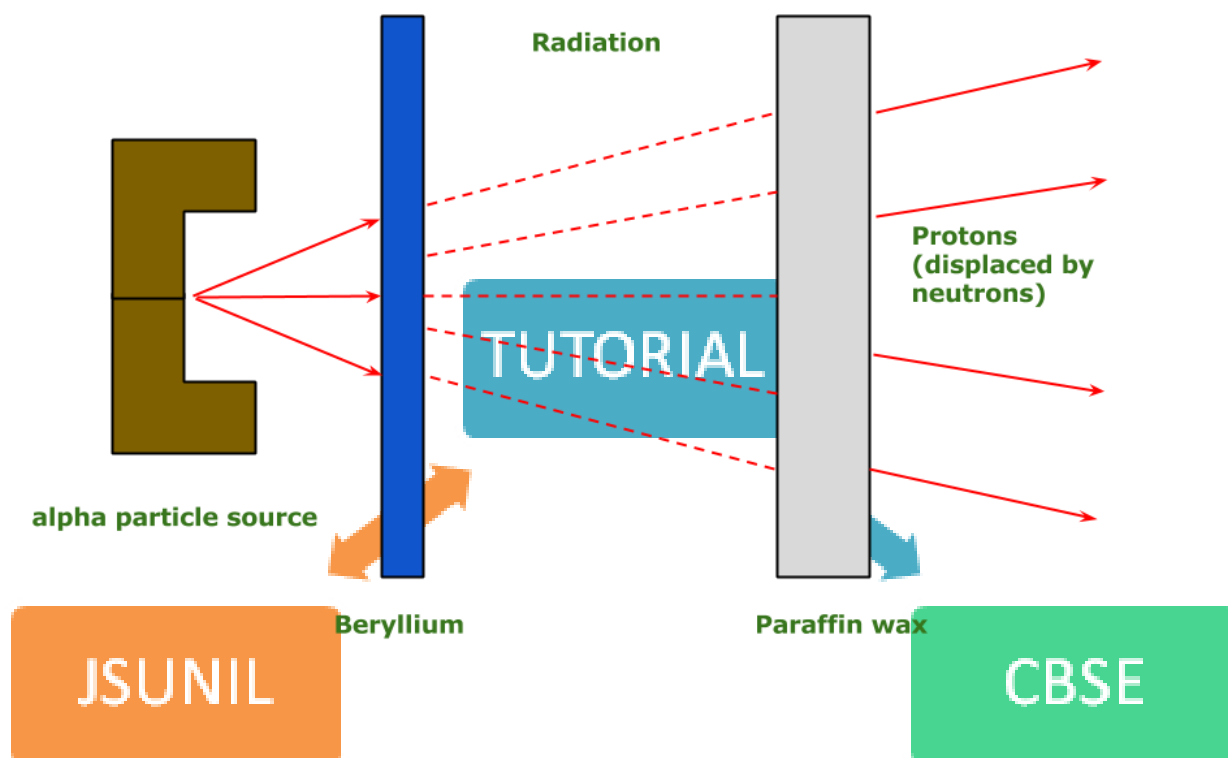 Radiation
Protons
(displaced by
neutrons)
TUTORIAL
alpha particle source
Beryllium
Paraffin wax
JSUNIL
CBSE